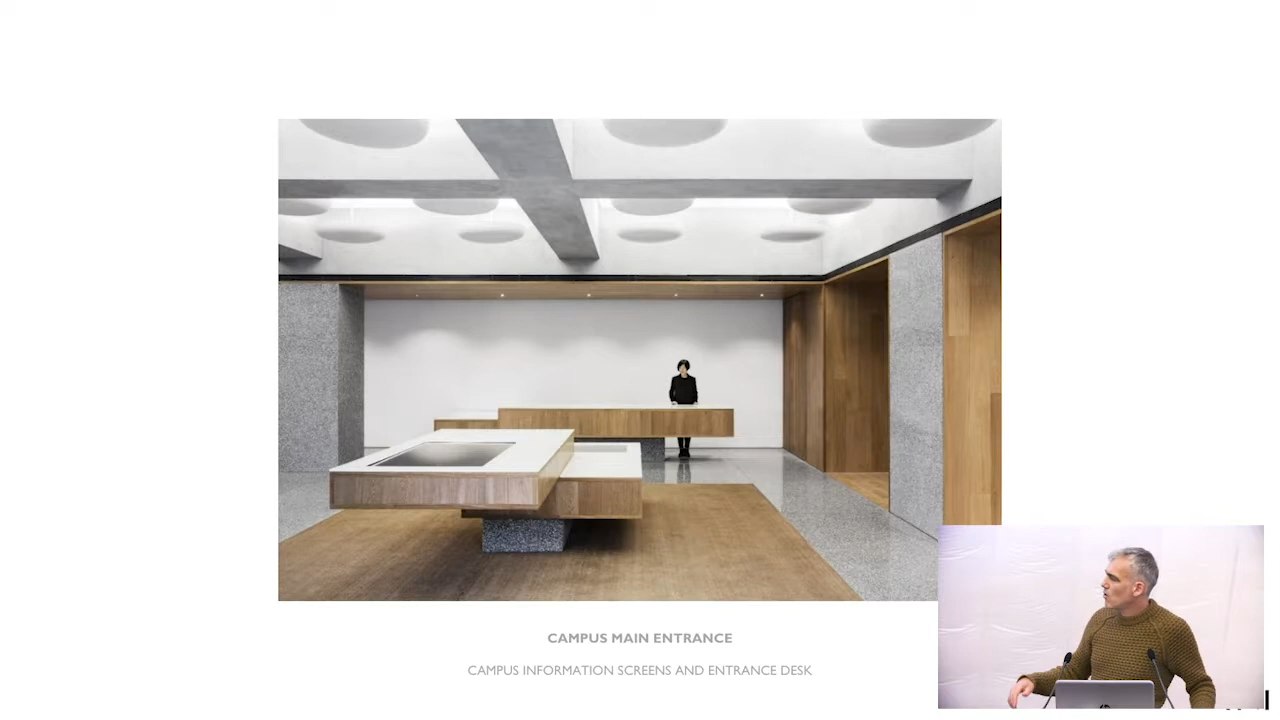 CAMPUS MAIN ENTRANCE
CAMPUS INFORMATION SCREENS AND ENTRANCE DESK